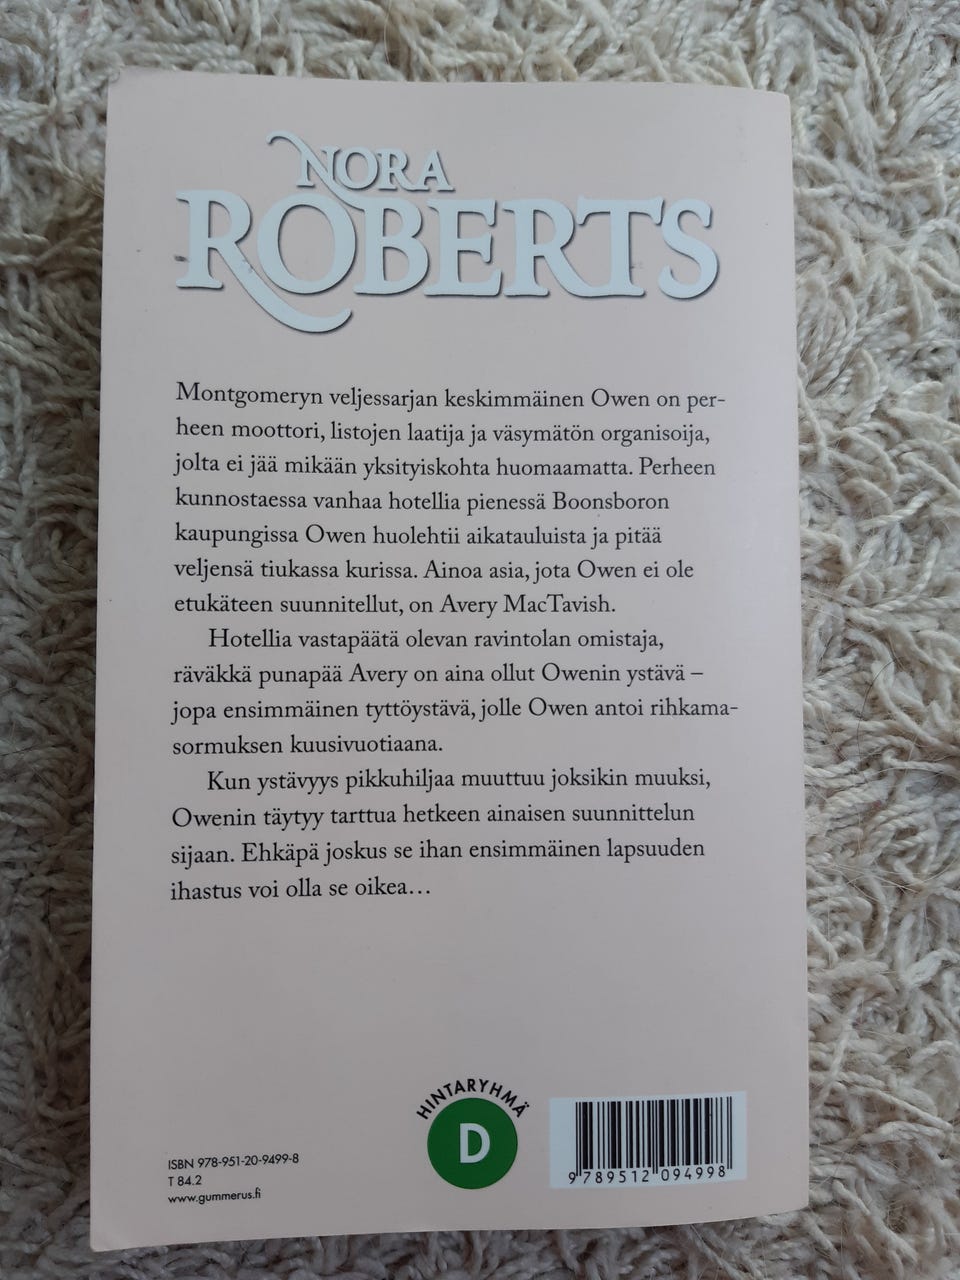 NORA
ROBERTS
Montgomeryn veljessarjan keskimmäinen Owen on per-
heen moottori, listojen laatija ja väsymätön organisoija,
jolta ei jää mikään yksityiskohta huomaamatta. Perheen
kunnostaessa vanhaa hotellia pienessä Boonsboron
kaupungissa Owen huolehtii aikatauluista ja pitää
veljensä tiukassa kurissa. Ainoa asia, jota Owen ei ole
etukäteen suunnitellut, on Avery MacTavish.
Hotellia vastapäätä olevan ravintolan omistaja,
räväkkä punapää Avery on aina ollut Owenin ystävä –
jopa ensimmäinen tyttöystävä, jolle Owen antoi rihkama-
sormuksen kuusivuotiaana.
Kun ystävyys pikkuhiljaa muuttuu joksikin muuksi,
Owenin täytyy tarttua hetkeen ainaisen suunnittelun
sijaan. Ehkäpä joskus se ihan ensimmäinen lapsuuden
ihastus voi olla se oikea…
HINTARYHMÄ
D
ISBN 978-951-20-9499-8
T 84.2
www.gummerus.fi
9 789512 094998